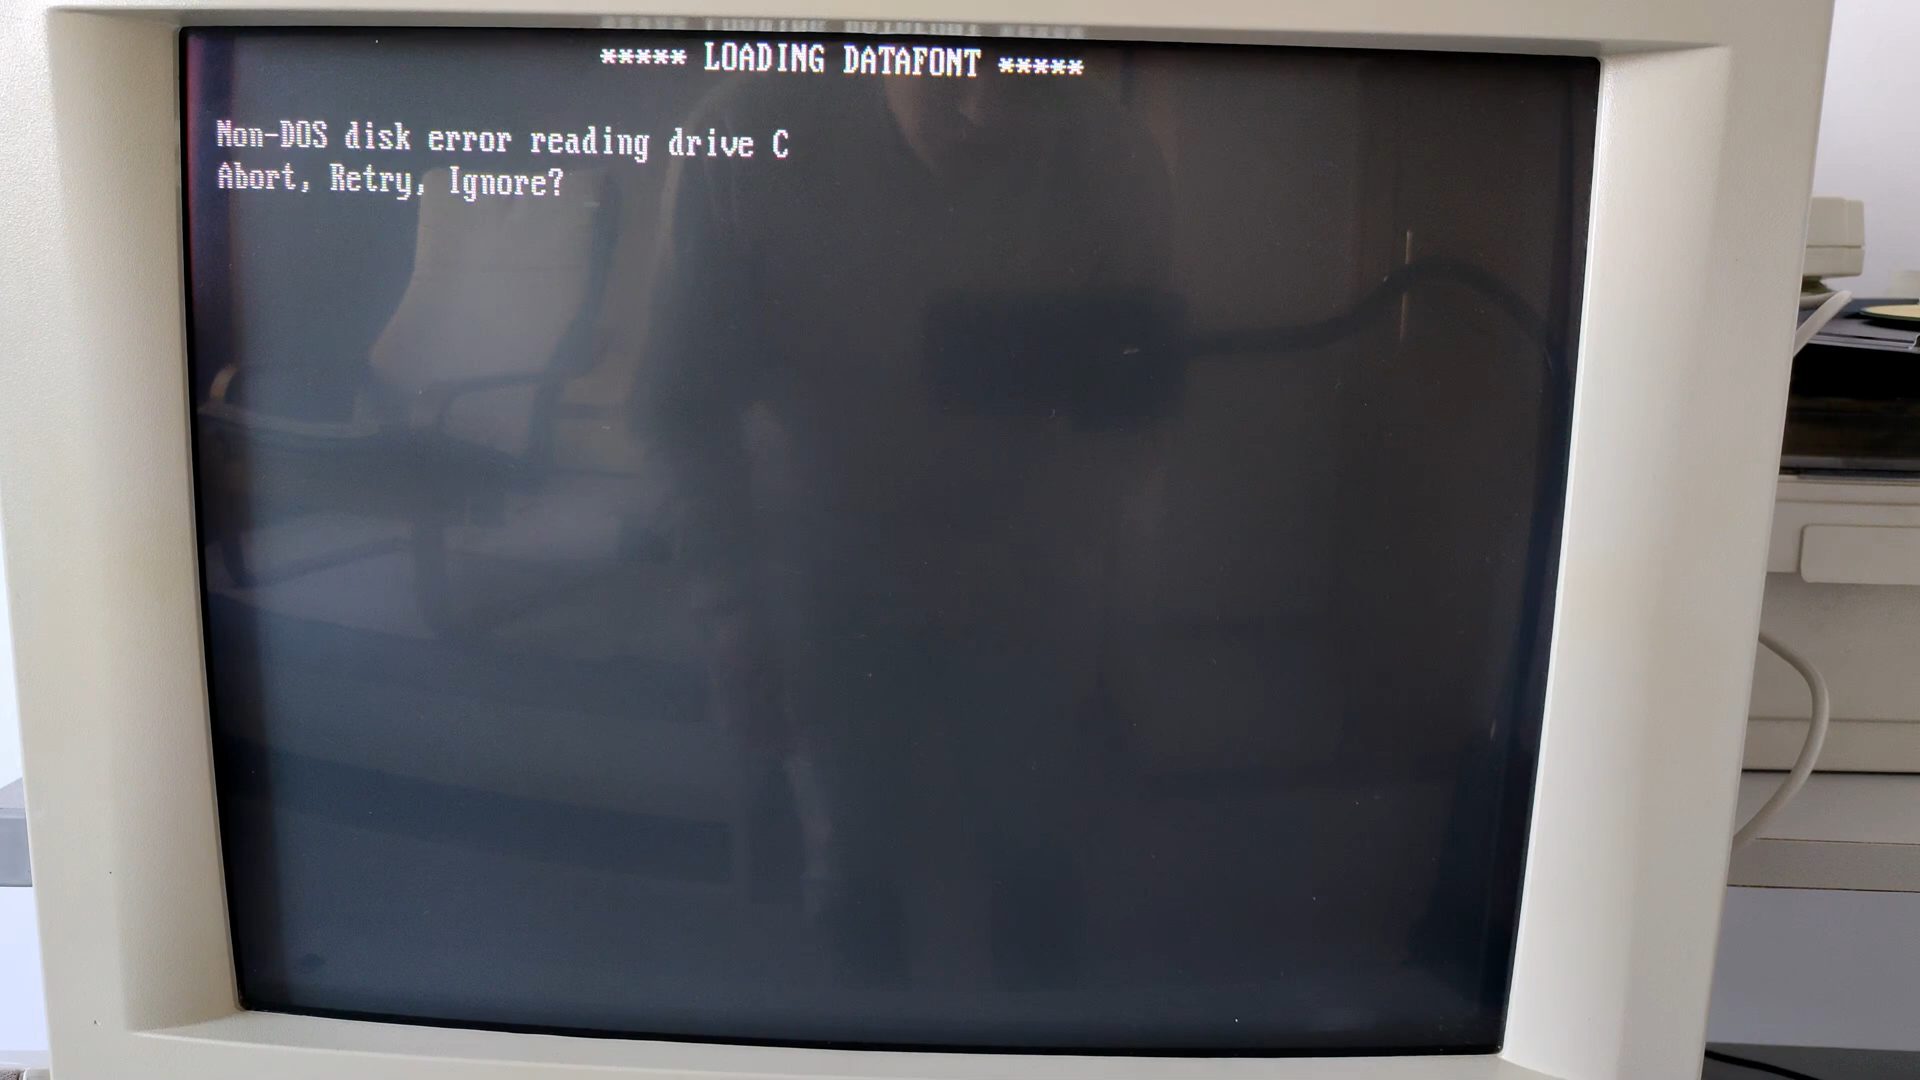 ***** LOADING DATAFONT *****
Non-DOS disk error reading drive C
Abort, Retry, Ignore?